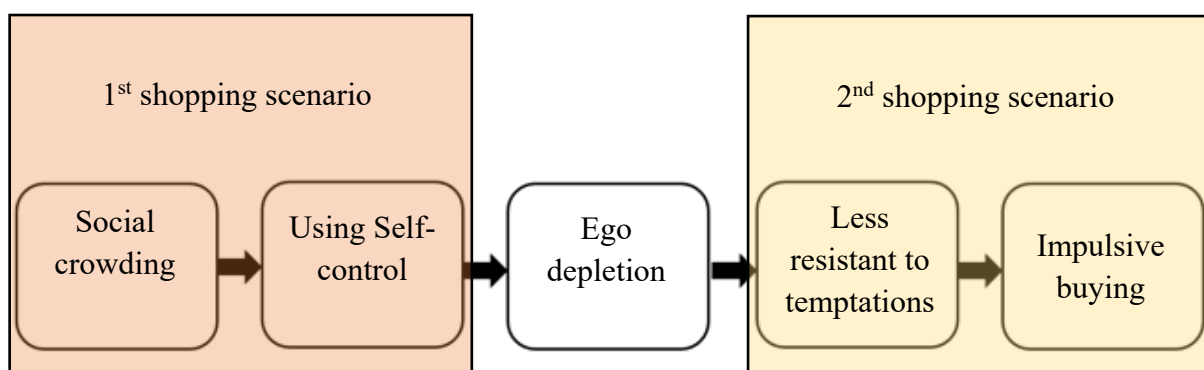 1st shopping scenario
2nd shopping scenario
Social
crowding
Using Self-
control
Ego
depletion
Less
resistant to
temptations
Impulsive
buying